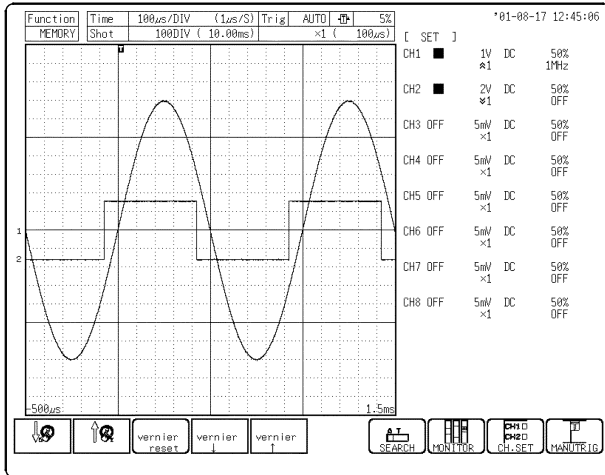 '01-08-17 12:45:06
Function Time 100µs/DIV (1µs/S) Trig AUTO 5%
MEMORY Shot 100DIV ( 10.00ms) ×1 ( 100µs)
[ SET ]
CH1 1V DC 50%
1 1MHz
CH2 2V DC 50%
1 OFF
CH3 OFF 5mV DC 50%
×1 OFF
CH4 OFF 5mV DC 50%
×1 OFF
CH5 OFF 5mV DC 50%
×1 OFF
CH6 OFF 5mV DC 50%
×1 OFF
CH7 OFF 5mV DC 50%
×1 OFF
CH8 OFF 5mV DC 50%
×1 OFF
T
1
2
-500µs 1.5ms
vernier reset
vernier ↓
vernier ↑
SEARCH
MONITOR
CH1
CH2
CH.SET
MANUTRIG